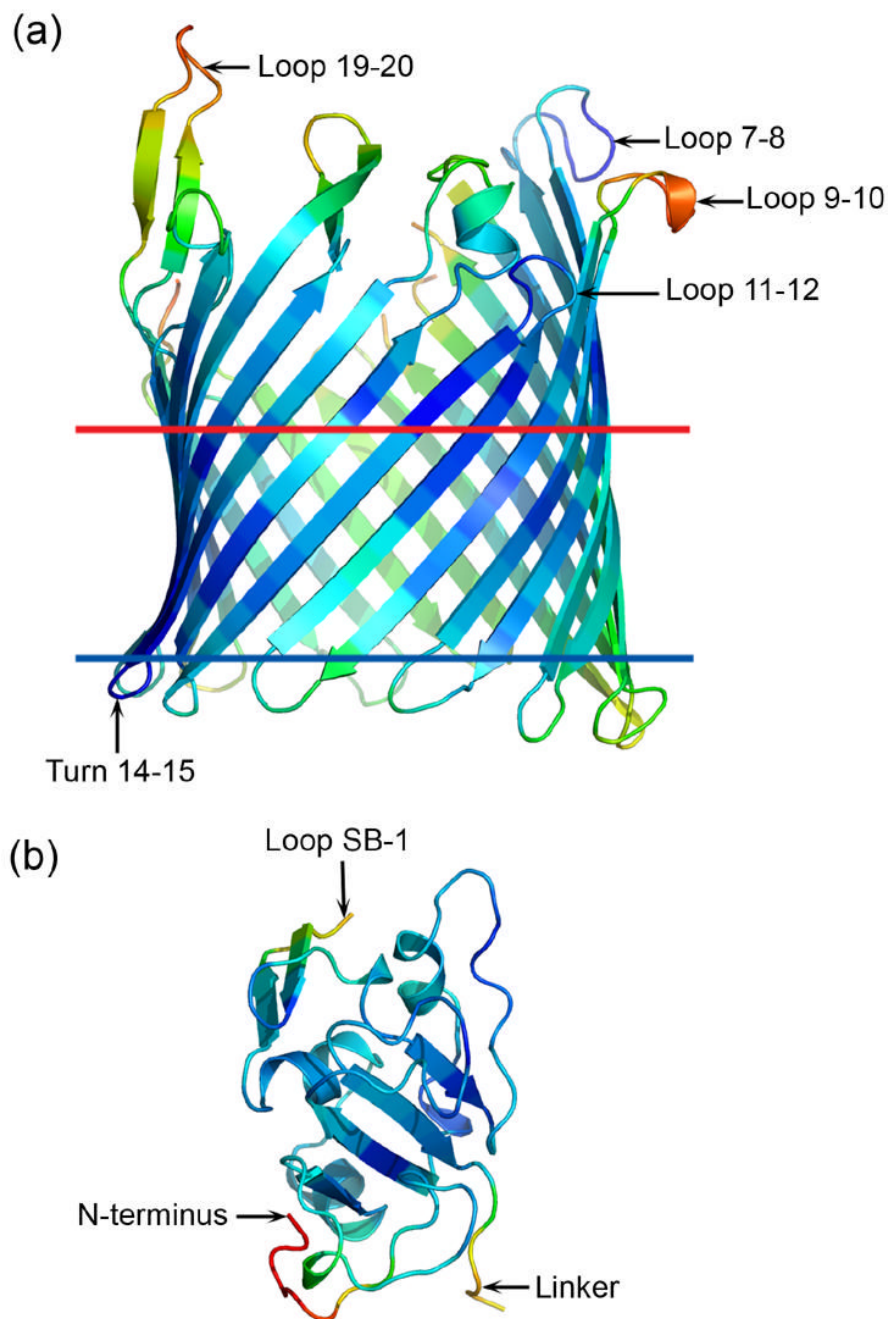 (a)
Loop 19-20
Loop 7-8
Loop 9-10
Loop 11-12
Turn 14-15
(b)
Loop SB-1
N-terminus
Linker